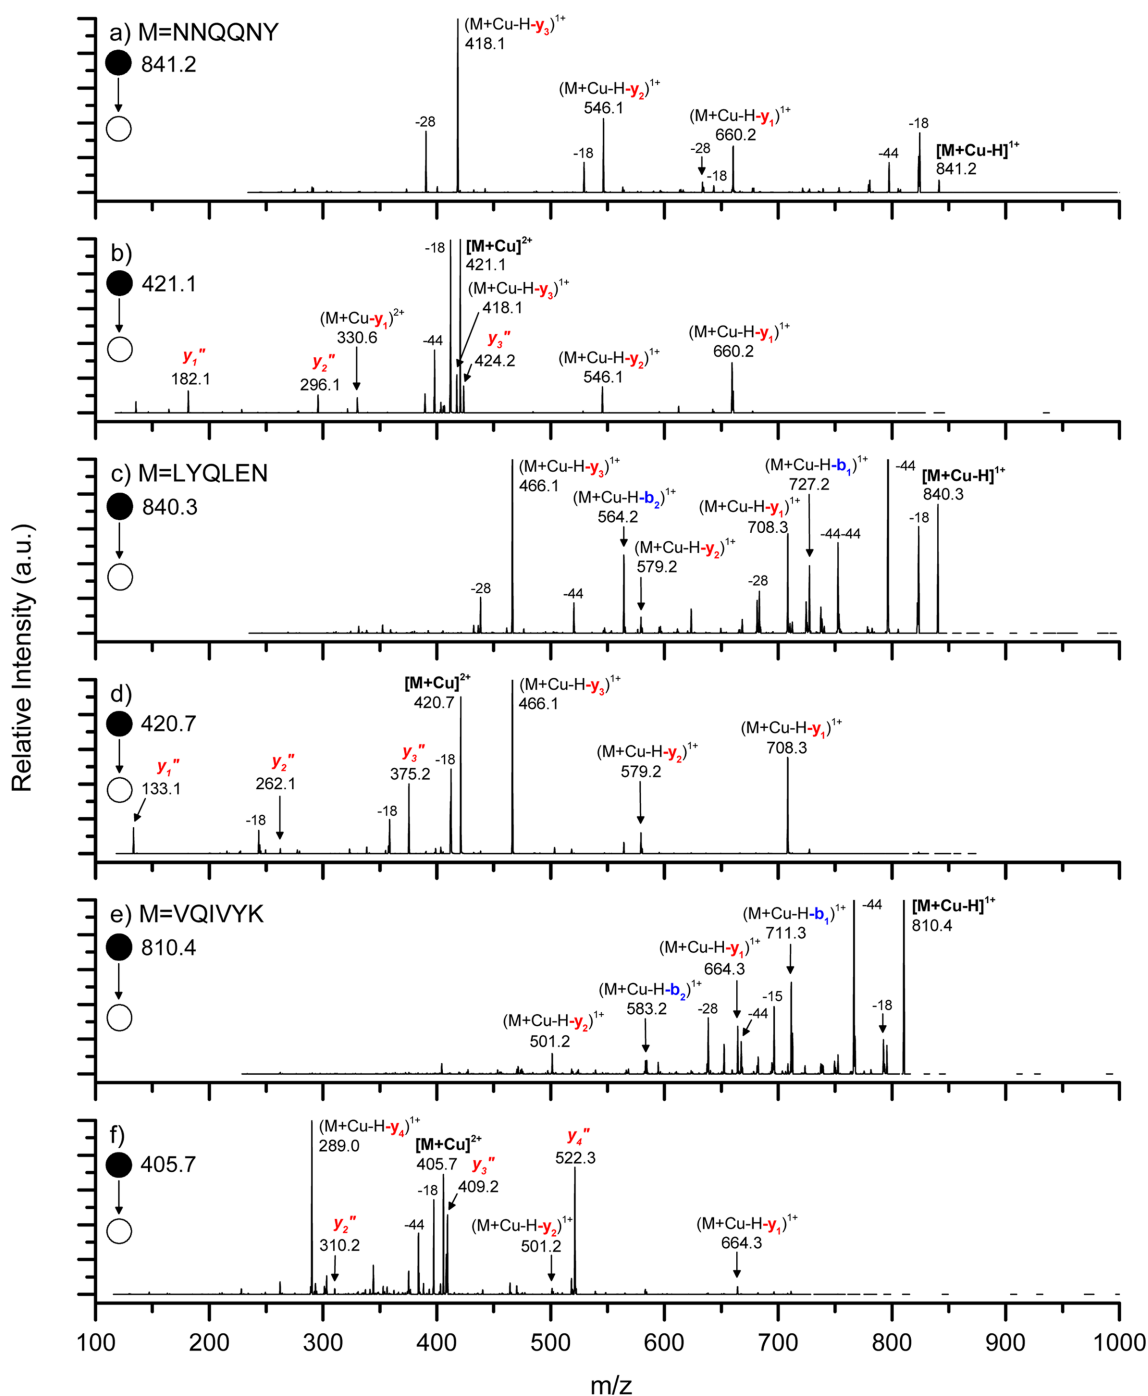 Relative Intensity (a.u.)
a) M=NNQQNY
841.2
-28
(M+Cu-H-y₃)¹⁺
418.1
-18
(M+Cu-H-y₂)¹⁺
546.1
-28
-18
(M+Cu-H-y₁)¹⁺
660.2
-44
-18
[M+Cu-H]¹⁺
841.2
b)
421.1
y₁"
182.1
y₂"
296.1
(M+Cu-y₁)²⁺
330.6
-44
-18
[M+Cu]²⁺
421.1
(M+Cu-H-y₃)¹⁺
418.1
y₃"
424.2
(M+Cu-H-y₂)¹⁺
546.1
(M+Cu-H-y₁)¹⁺
660.2
c) M=LYQLEN
840.3
-28
(M+Cu-H-y₃)¹⁺
466.1
-44
(M+Cu-H-b₂)¹⁺
564.2
(M+Cu-H-y₂)¹⁺
579.2
-28
(M+Cu-H-y₁)¹⁺
708.3
(M+Cu-H-b₁)¹⁺
727.2
-44-44
-44
-18
[M+Cu-H]¹⁺
840.3
d)
420.7
y₁"
133.1
-18
y₂"
262.1
-18
y₃"
375.2
-18
[M+Cu]²⁺
420.7
(M+Cu-H-y₃)¹⁺
466.1
(M+Cu-H-y₂)¹⁺
579.2
(M+Cu-H-y₁)¹⁺
708.3
e) M=VQIVYK
810.4
(M+Cu-H-y₂)¹⁺
501.2
(M+Cu-H-b₂)¹⁺
583.2
-28
(M+Cu-H-y₁)¹⁺
664.3
-44
-15
(M+Cu-H-b₁)¹⁺
711.3
-44
-18
[M+Cu-H]¹⁺
810.4
f)
405.7
(M+Cu-H-y₄)¹⁺
289.0
y₂"
310.2
-44
-18
[M+Cu]²⁺
405.7
y₃"
409.2
(M+Cu-H-y₂)¹⁺
501.2
y₄"
522.3
(M+Cu-H-y₁)¹⁺
664.3
100 200 300 400 500 600 700 800 900 1000
m/z